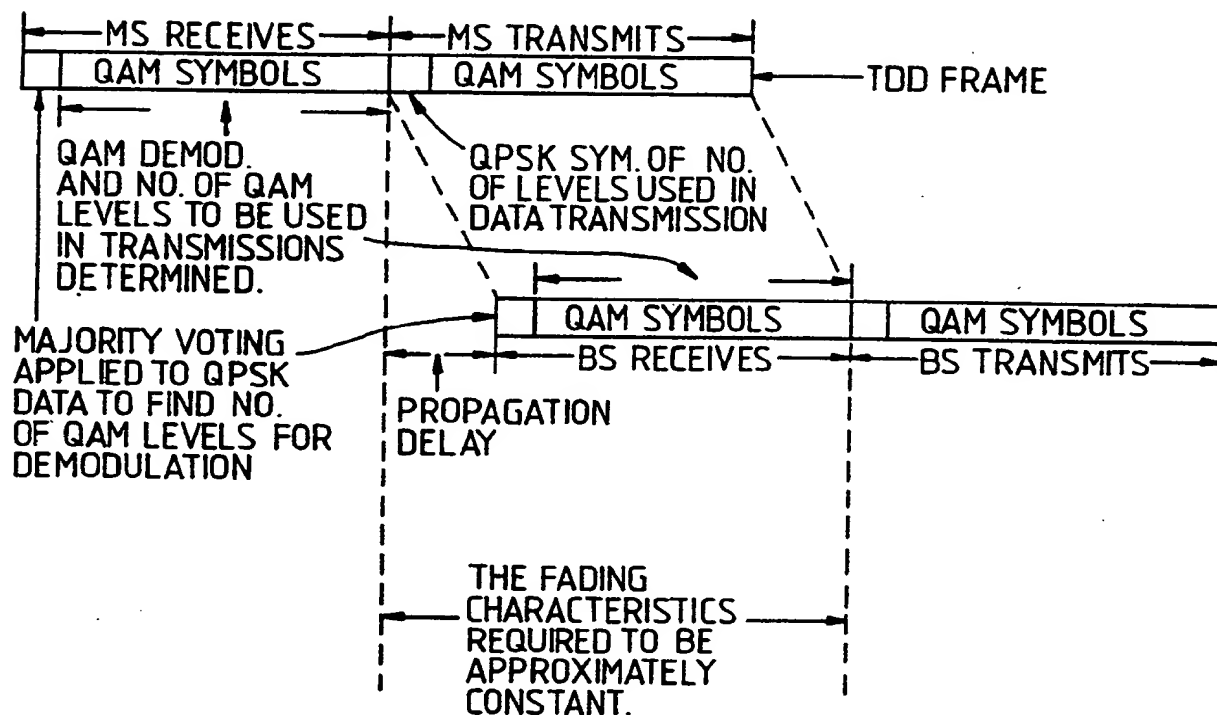 MS RECEIVES
MS TRANSMITS
QAM SYMBOLS
QAM SYMBOLS
TDD FRAME
QAM DEMOD.
AND NO. OF QAM
LEVELS TO BE USED
IN TRANSMISSIONS
DETERMINED.
QPSK SYM. OF NO.
OF LEVELS USED IN
DATA TRANSMISSION
QAM SYMBOLS
QAM SYMBOLS
BS RECEIVES
BS TRANSMITS
MAJORITY VOTING
APPLIED TO QPSK
DATA TO FIND NO.
OF QAM LEVELS FOR
DEMODULATION
PROPAGATION
DELAY
THE FADING
CHARACTERISTICS
REQUIRED TO BE
APPROXIMATELY
CONSTANT.